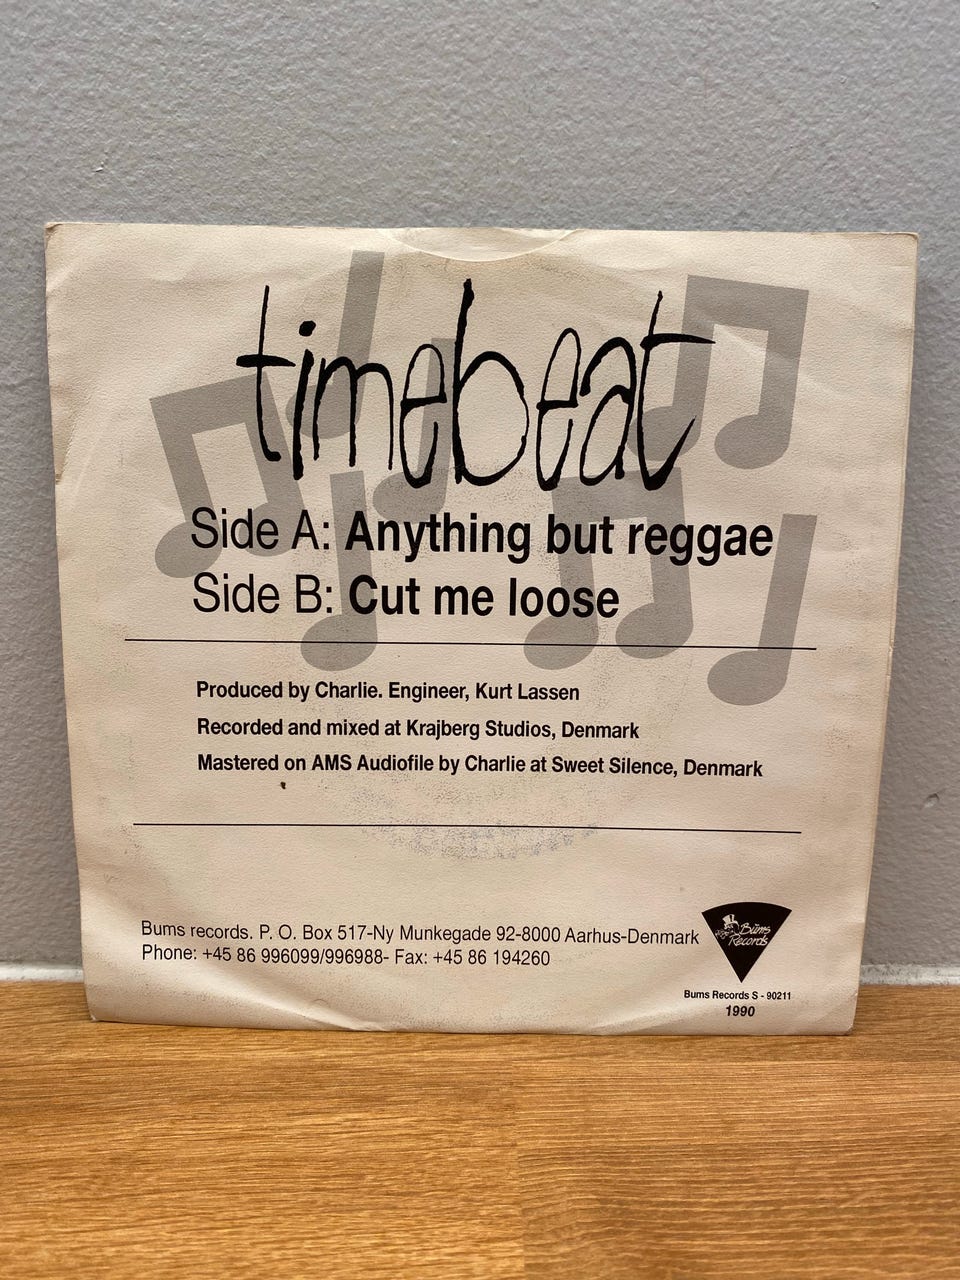 timebeat
Side A: Anything but reggae
Side B: Cut me loose
Produced by Charlie. Engineer, Kurt Lassen
Recorded and mixed at Krajberg Studios, Denmark
Mastered on AMS Audiofile by Charlie at Sweet Silence, Denmark
Bums records. P. O. Box 517-Ny Munkegade 92-8000 Aarhus-Denmark
Phone: +45 86 996099/996988- Fax: +45 86 194260
Bums
Records
Bums Records S - 90211
1990